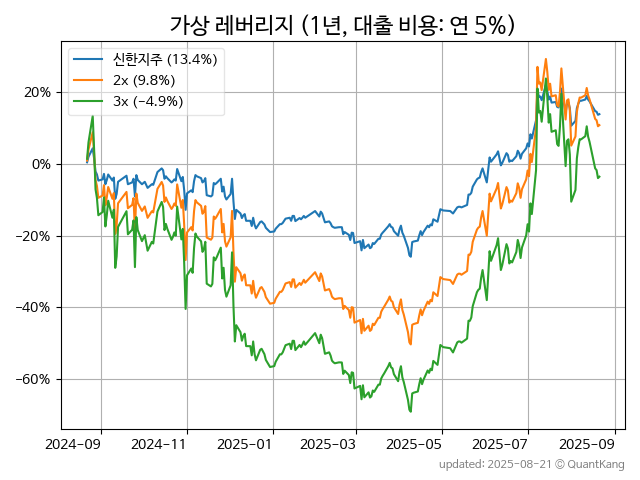 가상 레버리지 (1년, 대출 비용: 연 5%)
신한지주 (13.4%)
2x (9.8%)
3x (−4.9%)
20%
0%
−20%
−40%
−60%
2024-09 2024-11 2025-01 2025-03 2025-05 2025-07 2025-09
updated: 2025-08-21 © QuantKang